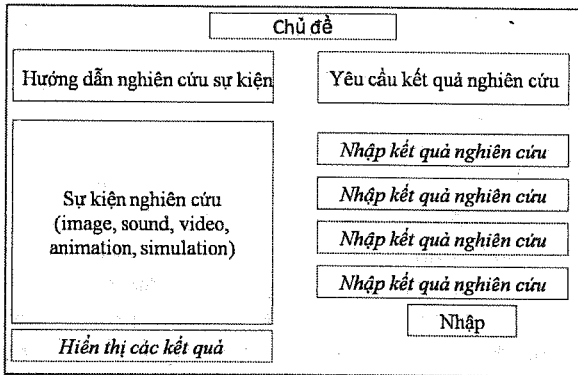 Chủ đề
Hướng dẫn nghiên cứu sự kiện
Yêu cầu kết quả nghiên cứu
Sự kiện nghiên cứu
(image, sound, video,
animation, simulation)
Nhập kết quả nghiên cứu
Nhập kết quả nghiên cứu
Nhập kết quả nghiên cứu
Nhập kết quả nghiên cứu
Nhập
Hiển thị các kết quả